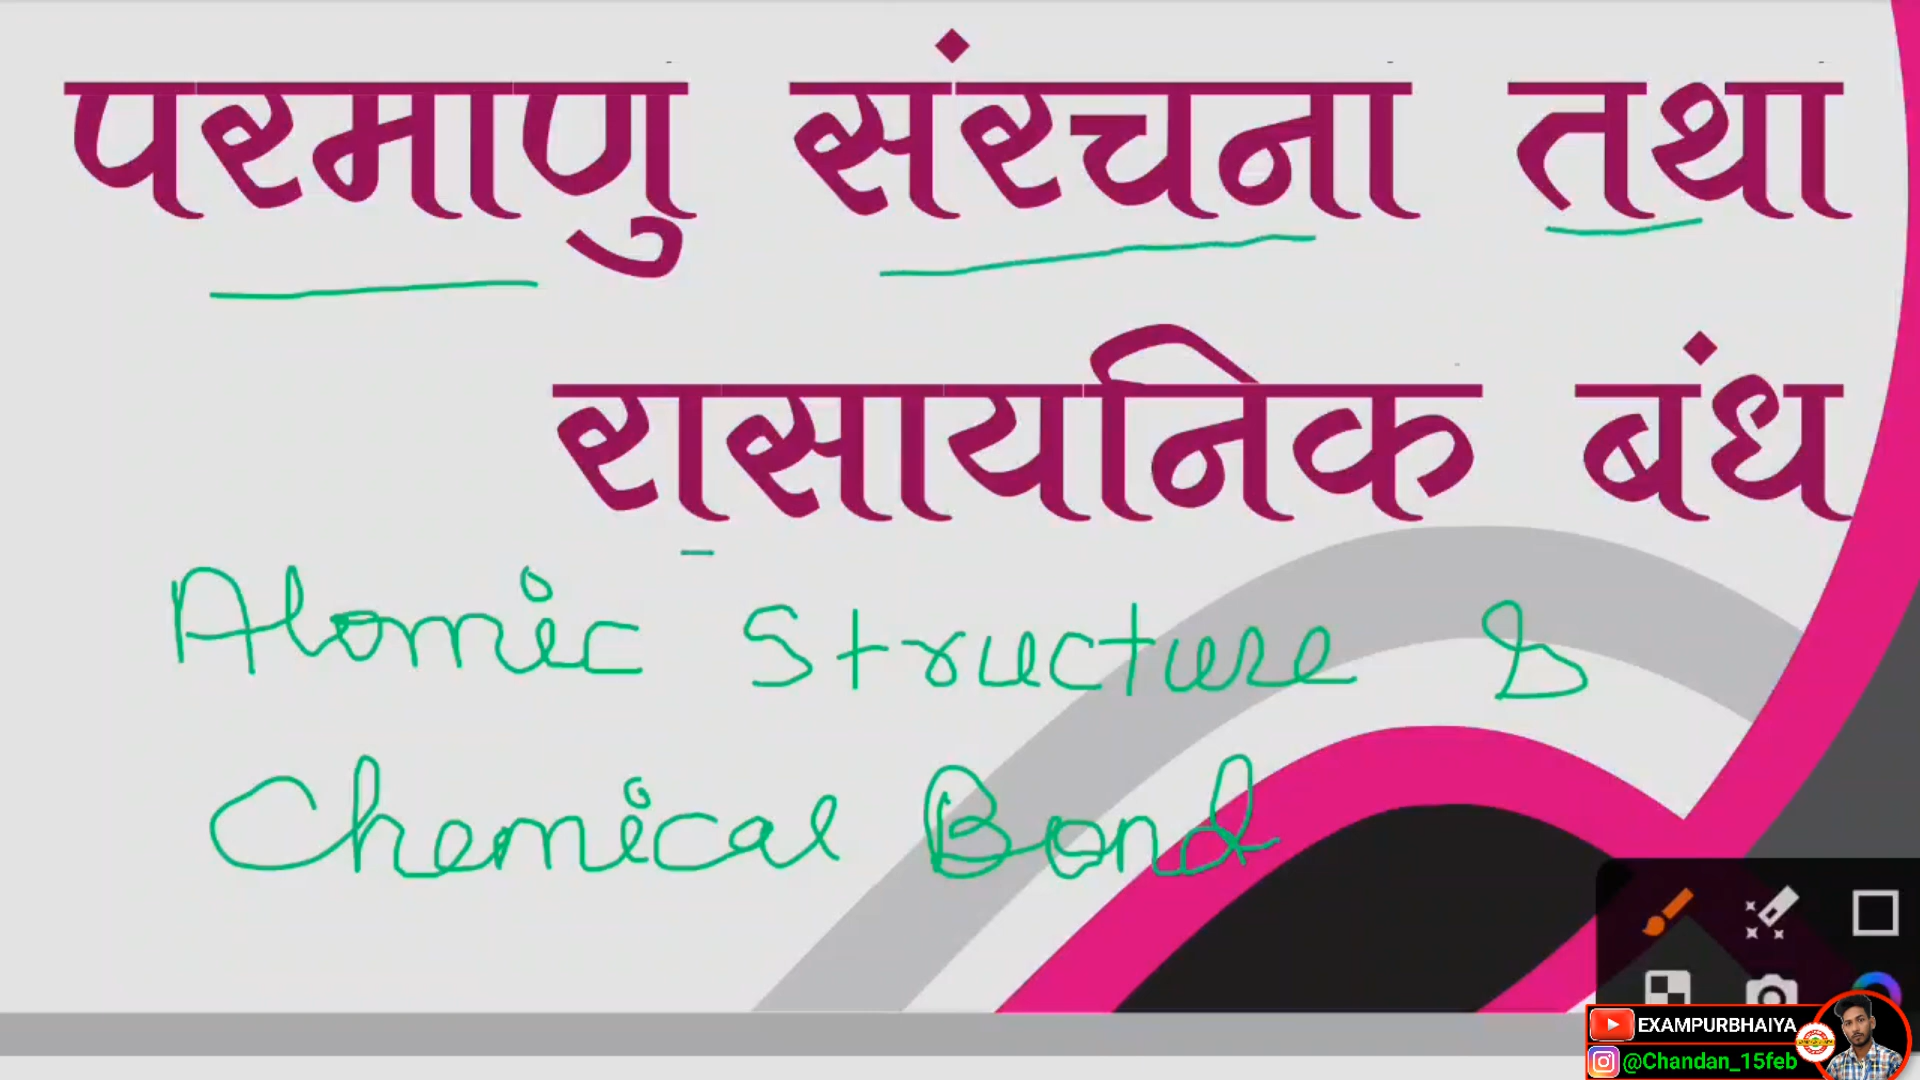 परमाणु संरचना तथा
रासायनिक बंध
Atomic Structure &
Chemical Bond
EXAMPURBHAIYA
@Chandan_15feb